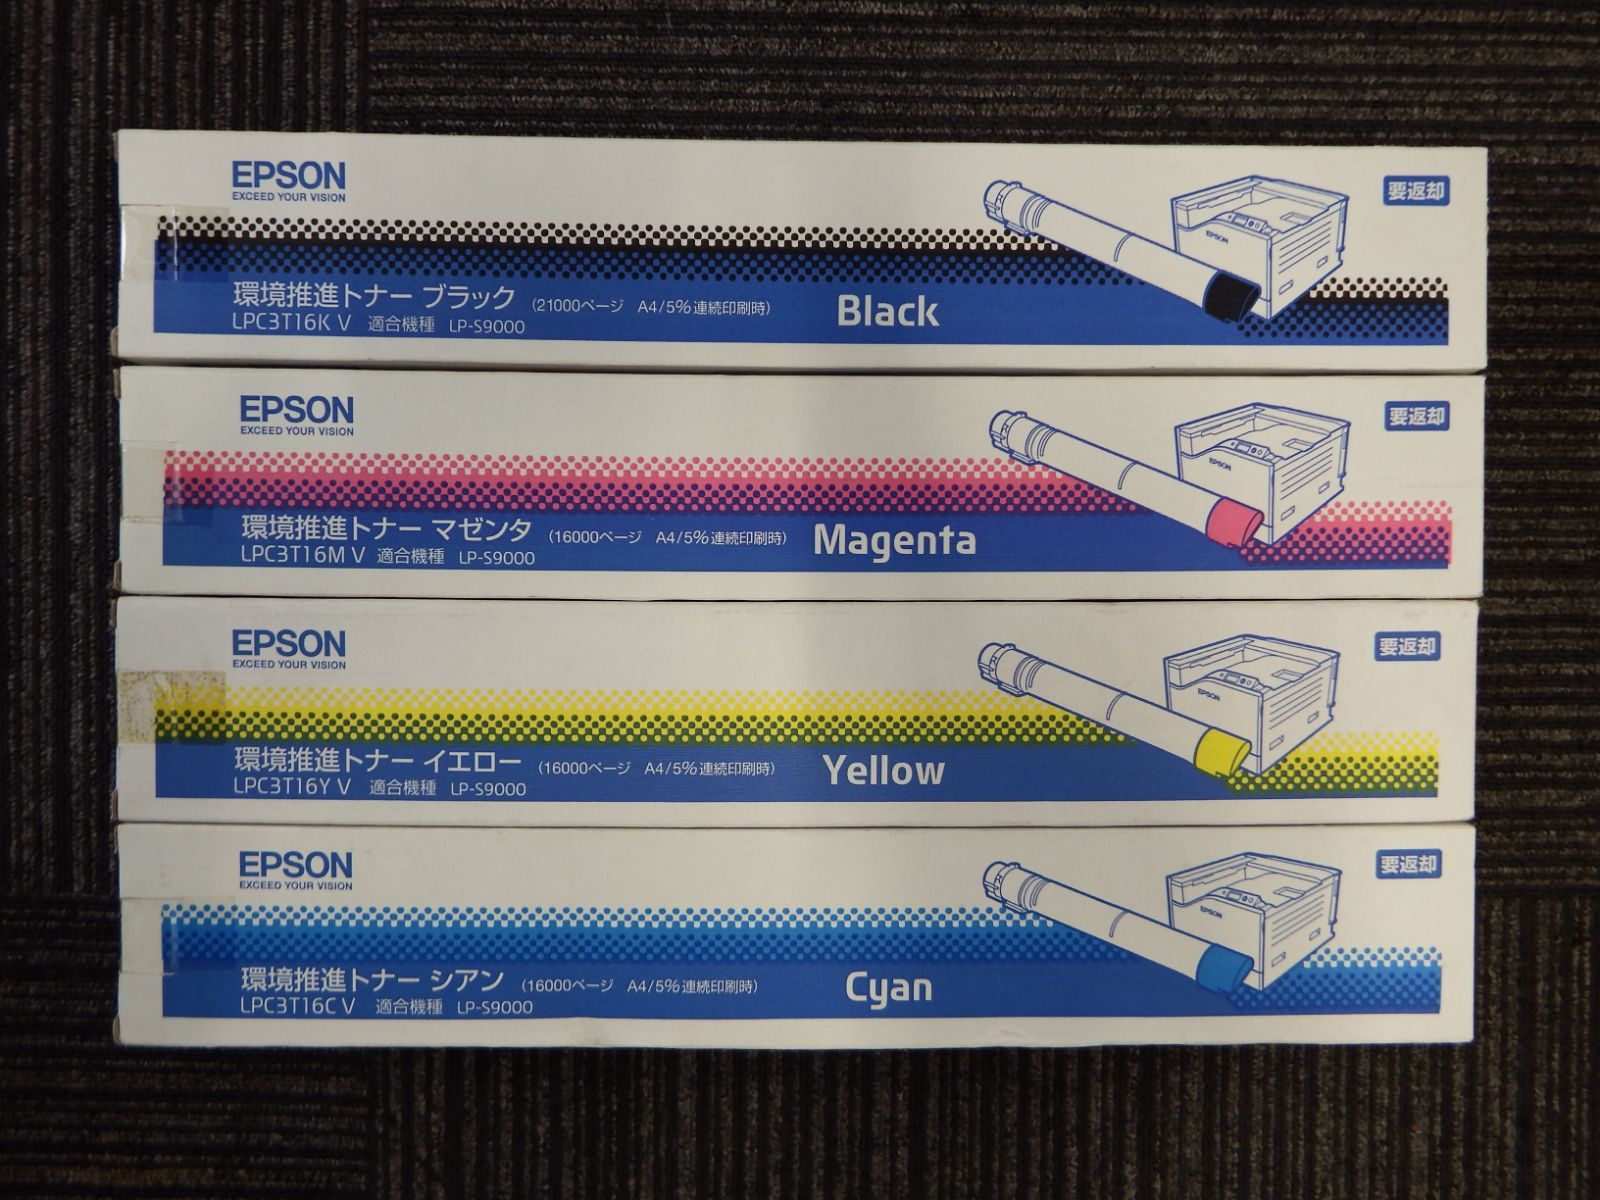 EPSON
EXCEED YOUR VISION
要返却
EPSON
環境推進トナー ブラック (21000ページ A4/5%連続印刷時) Black
LPC3T16K V 適合機種 LP-S9000
EPSON
EXCEED YOUR VISION
要返却
EPSON
環境推進トナー マゼンタ (16000ページ A4/5%連続印刷時) Magenta
LPC3T16M V 適合機種 LP-S9000
EPSON
EXCEED YOUR VISION
要返却
EPSON
環境推進トナー イエロー (16000ページ A4/5%連続印刷時) Yellow
LPC3T16Y V 適合機種 LP-S9000
EPSON
EXCEED YOUR VISION
要返却
EPSON
環境推進トナー シアン (16000ページ A4/5%連続印刷時) Cyan
LPC3T16C V 適合機種 LP-S9000